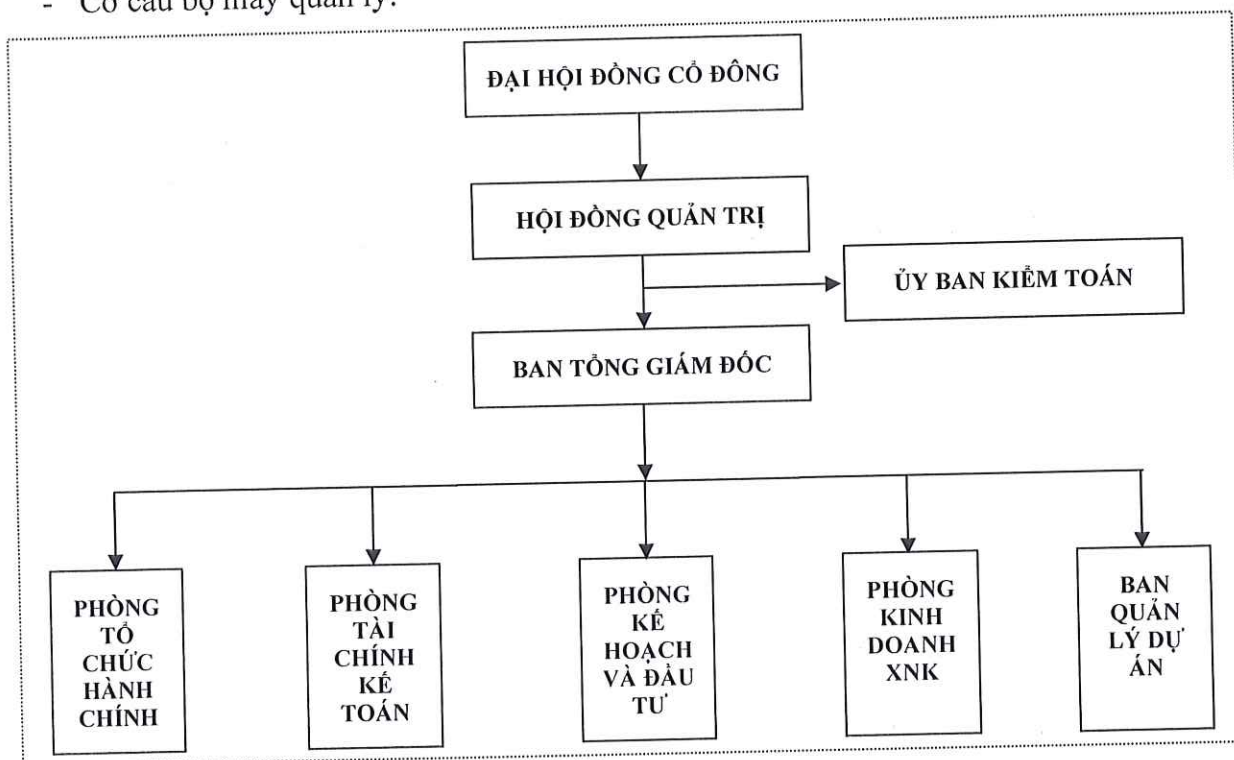 - Cơ cấu bộ máy quản lý:
ĐẠI HỘI ĐỒNG CỔ ĐÔNG
HỘI ĐỒNG QUẢN TRỊ
ỦY BAN KIỂM TOÁN
BAN TỔNG GIÁM ĐỐC
PHÒNG
TỔ
CHỨC
HÀNH
CHÍNH
PHÒNG
TÀI
CHÍNH
KẾ
TOÁN
PHÒNG
KẾ
HOẠCH
VÀ ĐẦU
TƯ
PHÒNG
KINH
DOANH
XNK
BAN
QUẢN
LÝ DỰ
ÁN